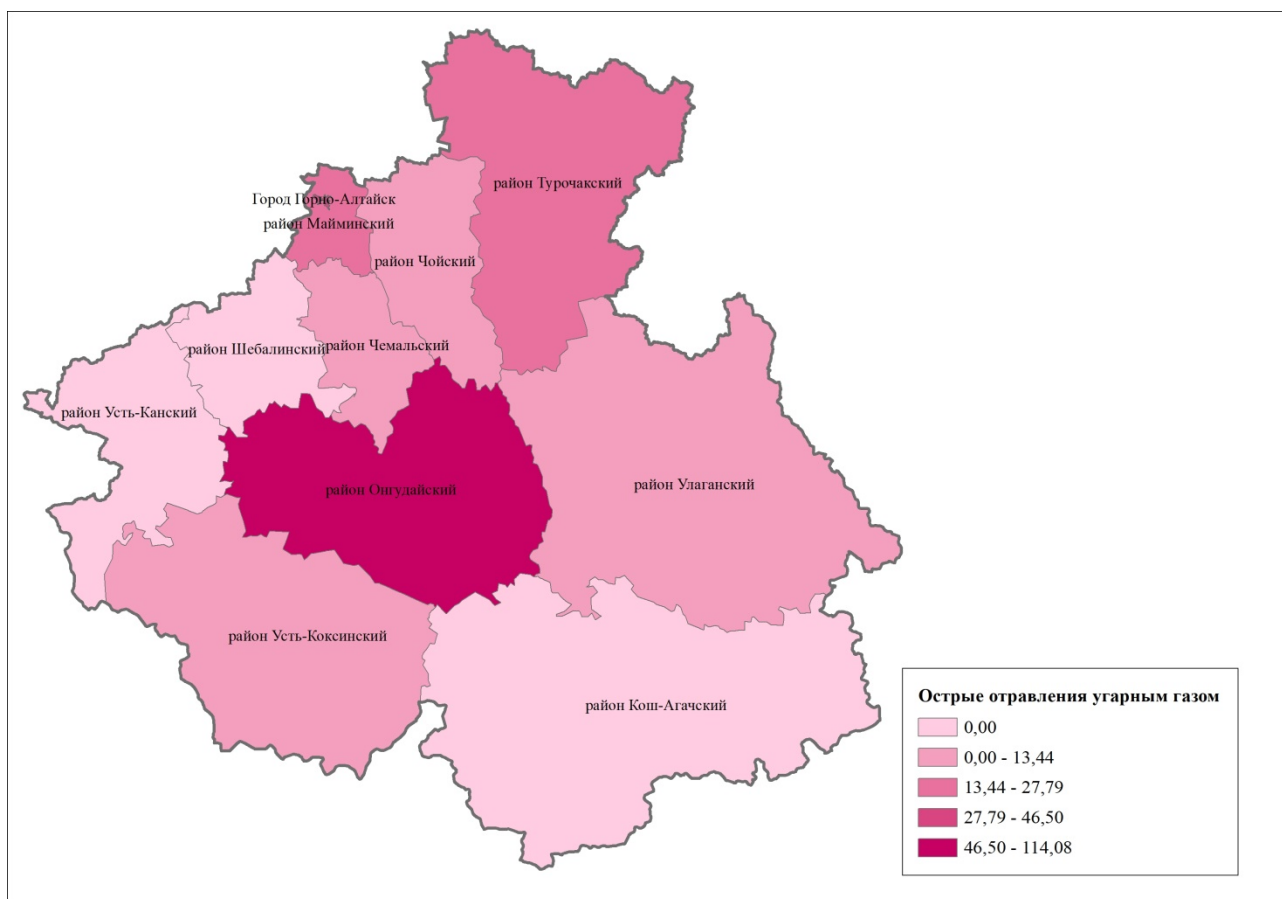 район Турочакский
Город Горно-Алтайск
район Майминский
район Чойский
район Шебалинский
район Чемальский
район Усть-Канский
район Улаганский
район Онгудайский
район Усть-Коксинский
район Кош-Агачский
Острые отравления угарным газом
0,00
0,00 - 13,44
13,44 - 27,79
27,79 - 46,50
46,50 - 114,08